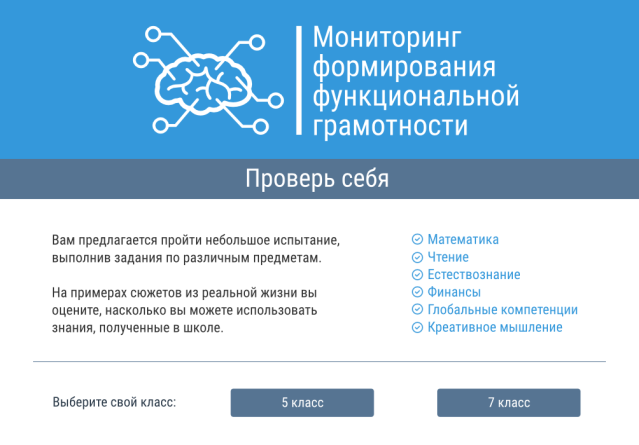 Мониторинг
формирования
функциональной
грамотности
Проверь себя
Вам предлагается пройти небольшое испытание,
выполнив задания по различным предметам.
На примерах сюжетов из реальной жизни вы
оцените, насколько вы можете использовать
знания, полученные в школе.
Математика
Чтение
Естествознание
Финансы
Глобальные компетенции
Креативное мышление
Выберите свой класс:
5 класс
7 класс